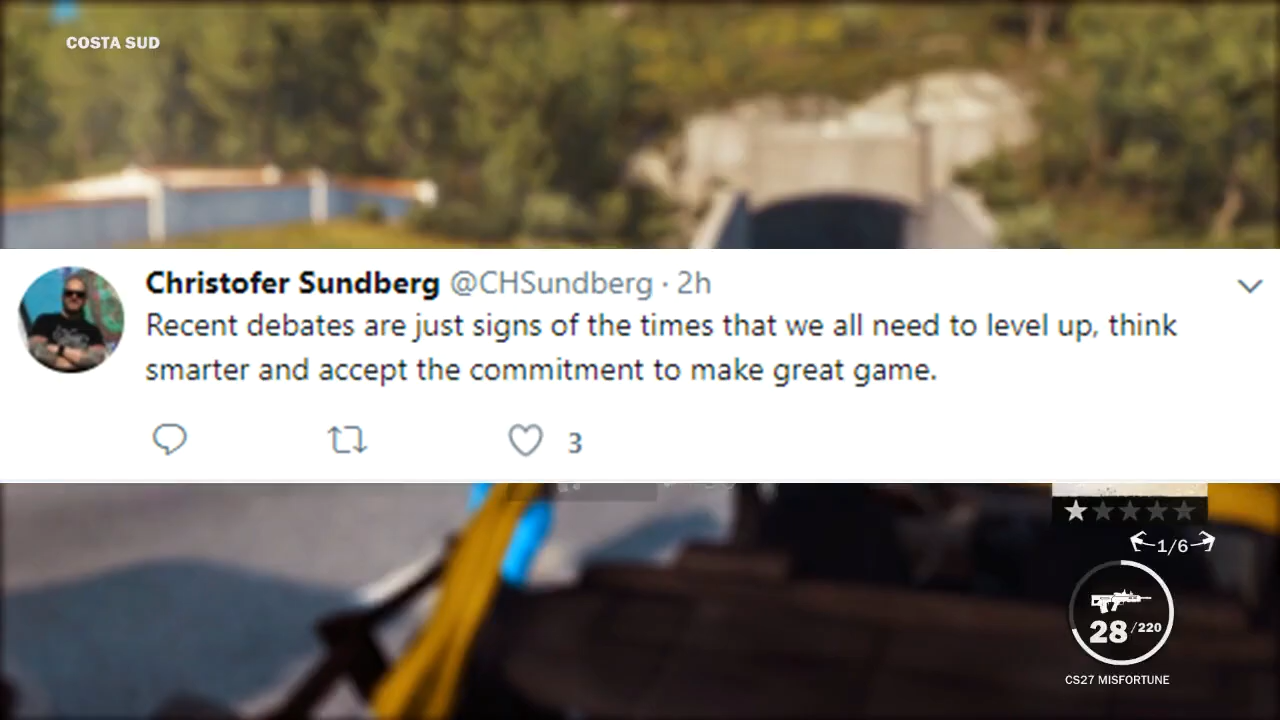 COSTA SUD
Christofer Sundberg @CHSundberg · 2h
Recent debates are just signs of the times that we all need to level up, think
smarter and accept the commitment to make great game.
3
1/6
28/220
CS27 MISFORTUNE